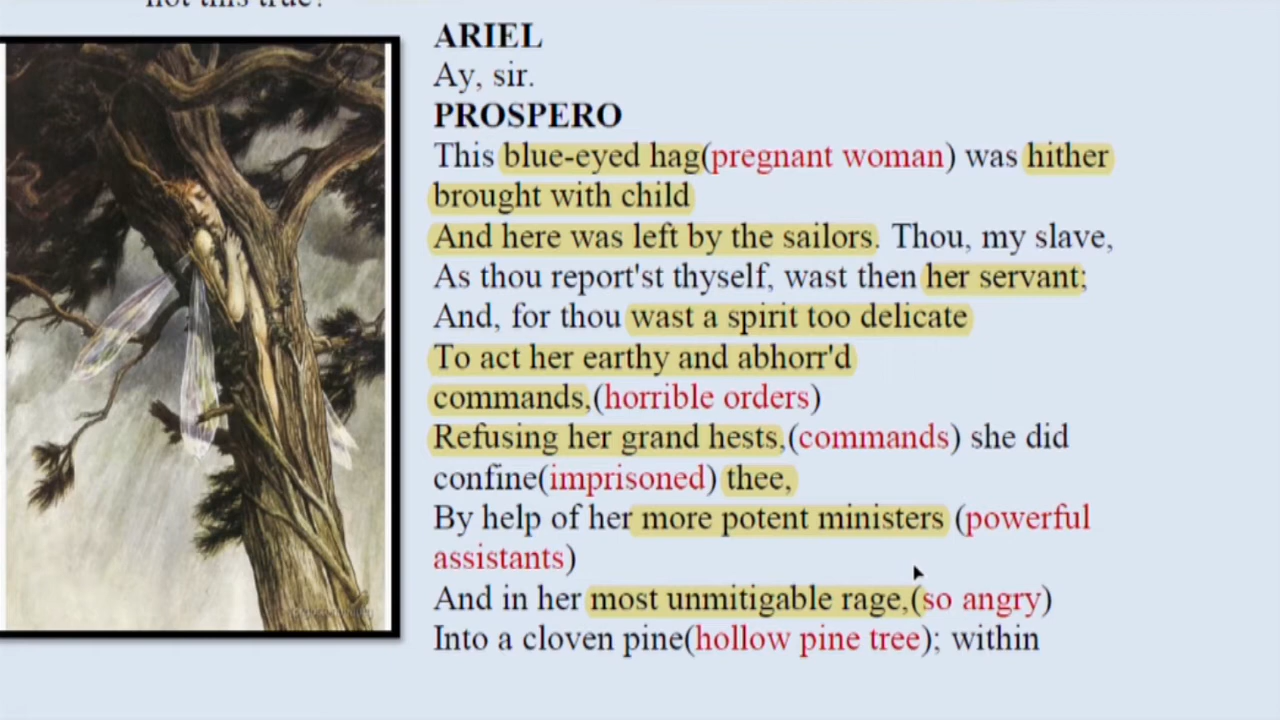 not this true?
ARIEL
Ay, sir.
PROSPERO
This blue-eyed hag(pregnant woman) was hither
brought with child
And here was left by the sailors. Thou, my slave,
As thou report'st thyself, wast then her servant;
And, for thou wast a spirit too delicate
To act her earthy and abhorr'd
commands,(horrible orders)
Refusing her grand hests,(commands) she did
confine(imprisoned) thee,
By help of her more potent ministers (powerful
assistants)
And in her most unmitigable rage,(so angry)
Into a cloven pine(hollow pine tree); within